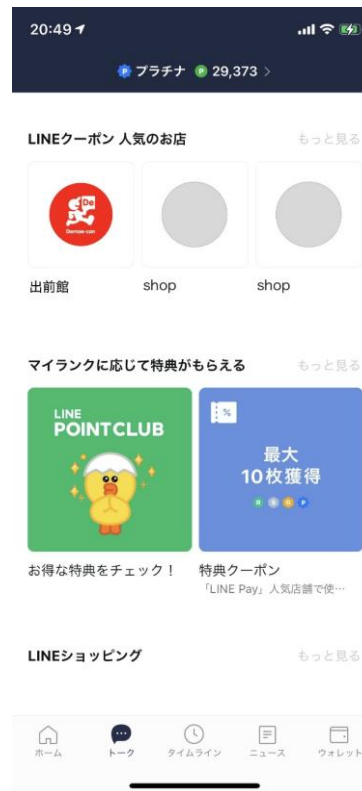 20:49
P プラチナ P 29,373 >
LINEクーポン 人気のお店
もっと見る
De
Demae-can
出前館
shop
shop
マイランクに応じて特典がもらえる
もっと見る
LINE
POINTCLUB
%
最大
10枚獲得
R S G P
お得な特典をチェック！
特典クーポン
「LINE Pay」人気店舗で使…
LINEショッピング
もっと見る
ホーム
トーク
タイムライン
ニュース
ウォレット